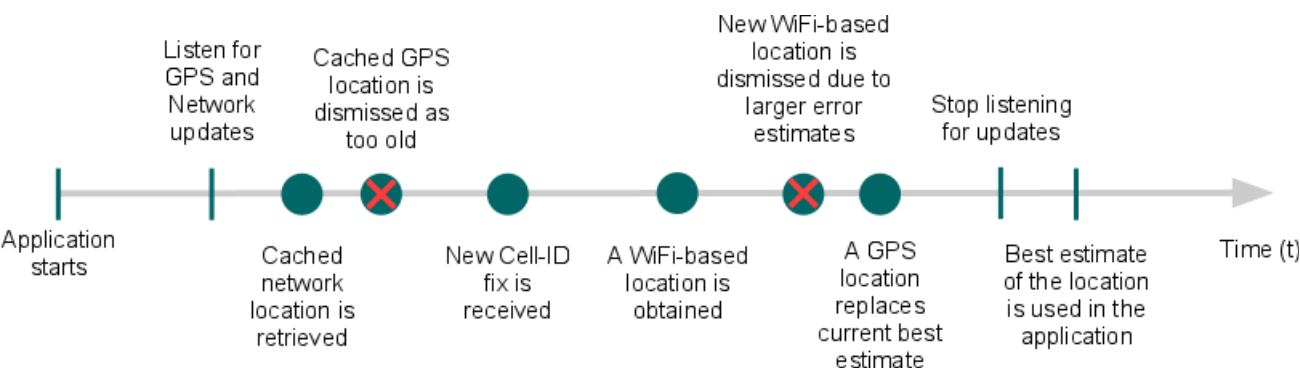 Listen for
GPS and
Network
updates
Cached GPS
location is
dismissed as
too old
New WiFi-based
location is
dismissed due to
larger error
estimates
Stop listening
for updates
Application
starts
Cached
network
location is
retrieved
New Cell-ID
fix is
received
A WiFi-based
location is
obtained
A GPS
location
replaces
current best
estimate
Best estimate
of the location
is used in the
application
Time (t)